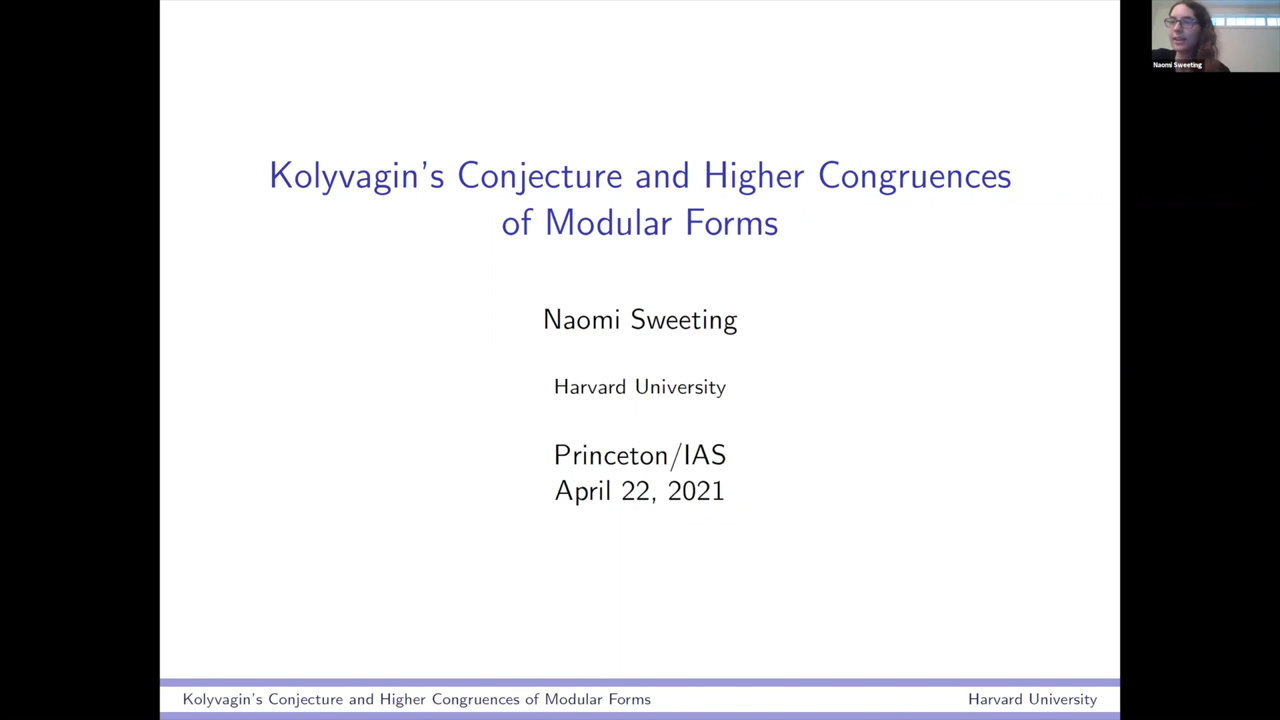 Naomi Sweeting
Kolyvagin's Conjecture and Higher Congruences
of Modular Forms
Naomi Sweeting
Harvard University
Princeton/IAS
April 22, 2021
Kolyvagin's Conjecture and Higher Congruences of Modular Forms
Harvard University